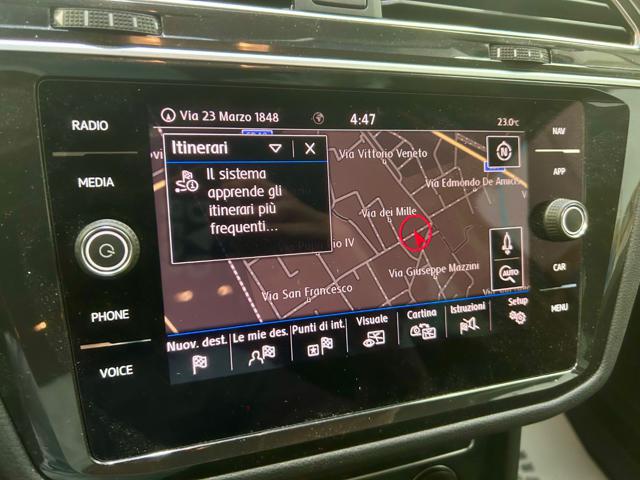 Via 23 Marzo 1848
4:47
23.0°C
RADIO
MEDIA
PHONE
VOICE
NAV
APP
CAR
MENU
Itinerari
Il sistema
apprende gli
itinerari più
frequenti...
Via Vittorio Veneto
N
Via Edmondo De Amicis
Via dei Mille
IV
Via Giuseppe Mazzini
AUTO
Via San Francesco
Nuov. dest.
Le mie des.
Punti di int.
Visuale
Cartina
Istruzioni
Setup